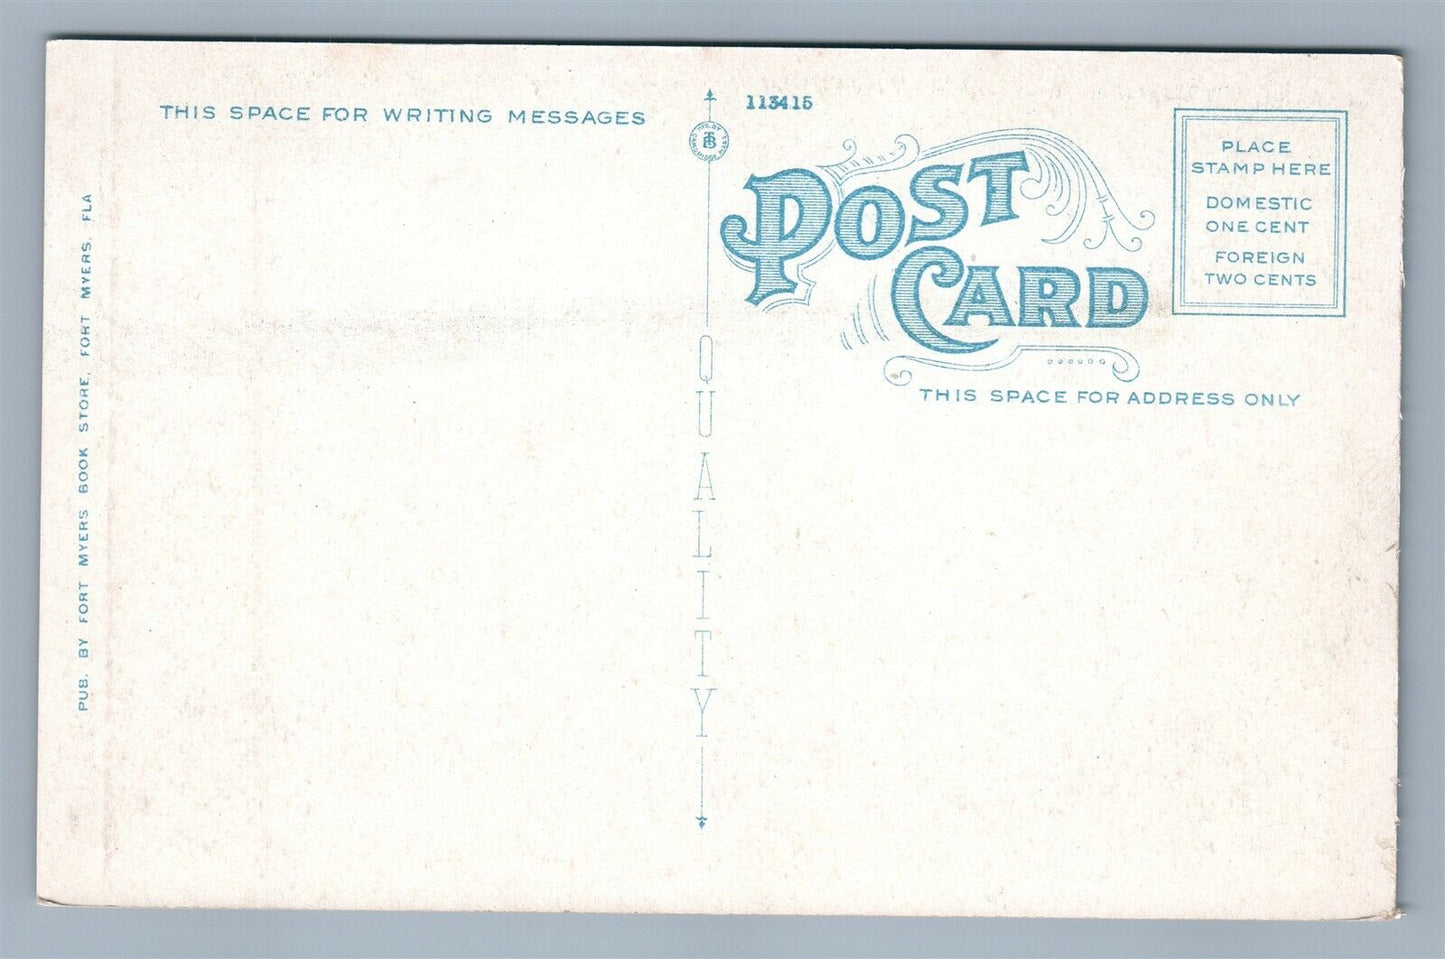 THIS SPACE FOR WRITING MESSAGES
113415
POST
CARD
PLACE
STAMP HERE
DOMESTIC
ONE CENT
FOREIGN
TWO CENTS
THIS SPACE FOR ADDRESS ONLY
QUALITY
PUB. BY FORT MYERS BOOK STORE, FORT MYERS, FLA